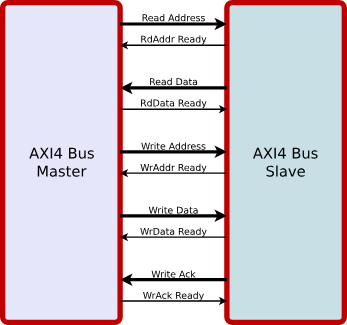 Read Address
RdAddr Ready
Read Data
RdData Ready
AXI4 Bus
Master
Write Address
AXI4 Bus
Slave
WrAddr Ready
Write Data
WrData Ready
Write Ack
WrAck Ready